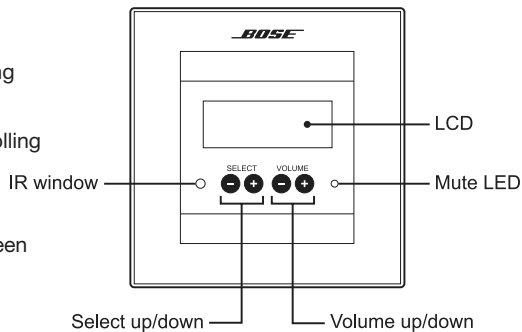 BOSE
ng
olling
LCD
SELECT VOLUME
IR window - + - + Mute LED
een
Select up/down Volume up/down